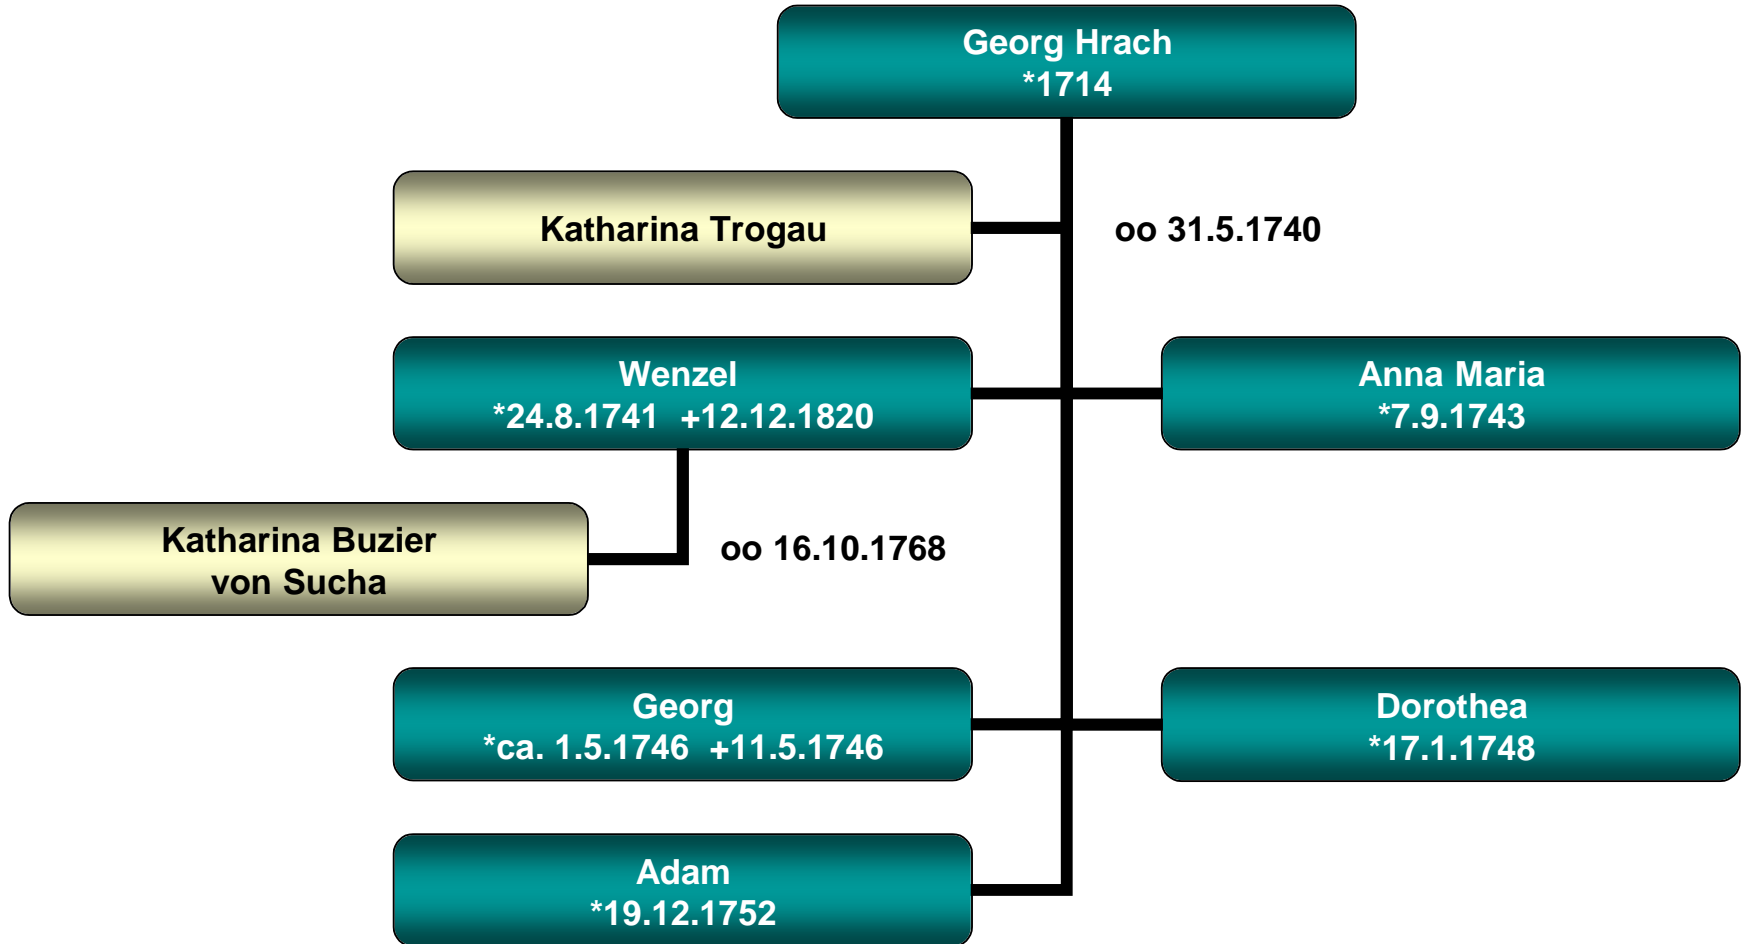 Georg Hrach
*1714
Katharina Trogau
oo 31.5.1740
Wenzel
*24.8.1741 +12.12.1820
Anna Maria
*7.9.1743
Katharina Buzier
von Sucha
oo 16.10.1768
Georg
*ca. 1.5.1746 +11.5.1746
Dorothea
*17.1.1748
Adam
*19.12.1752